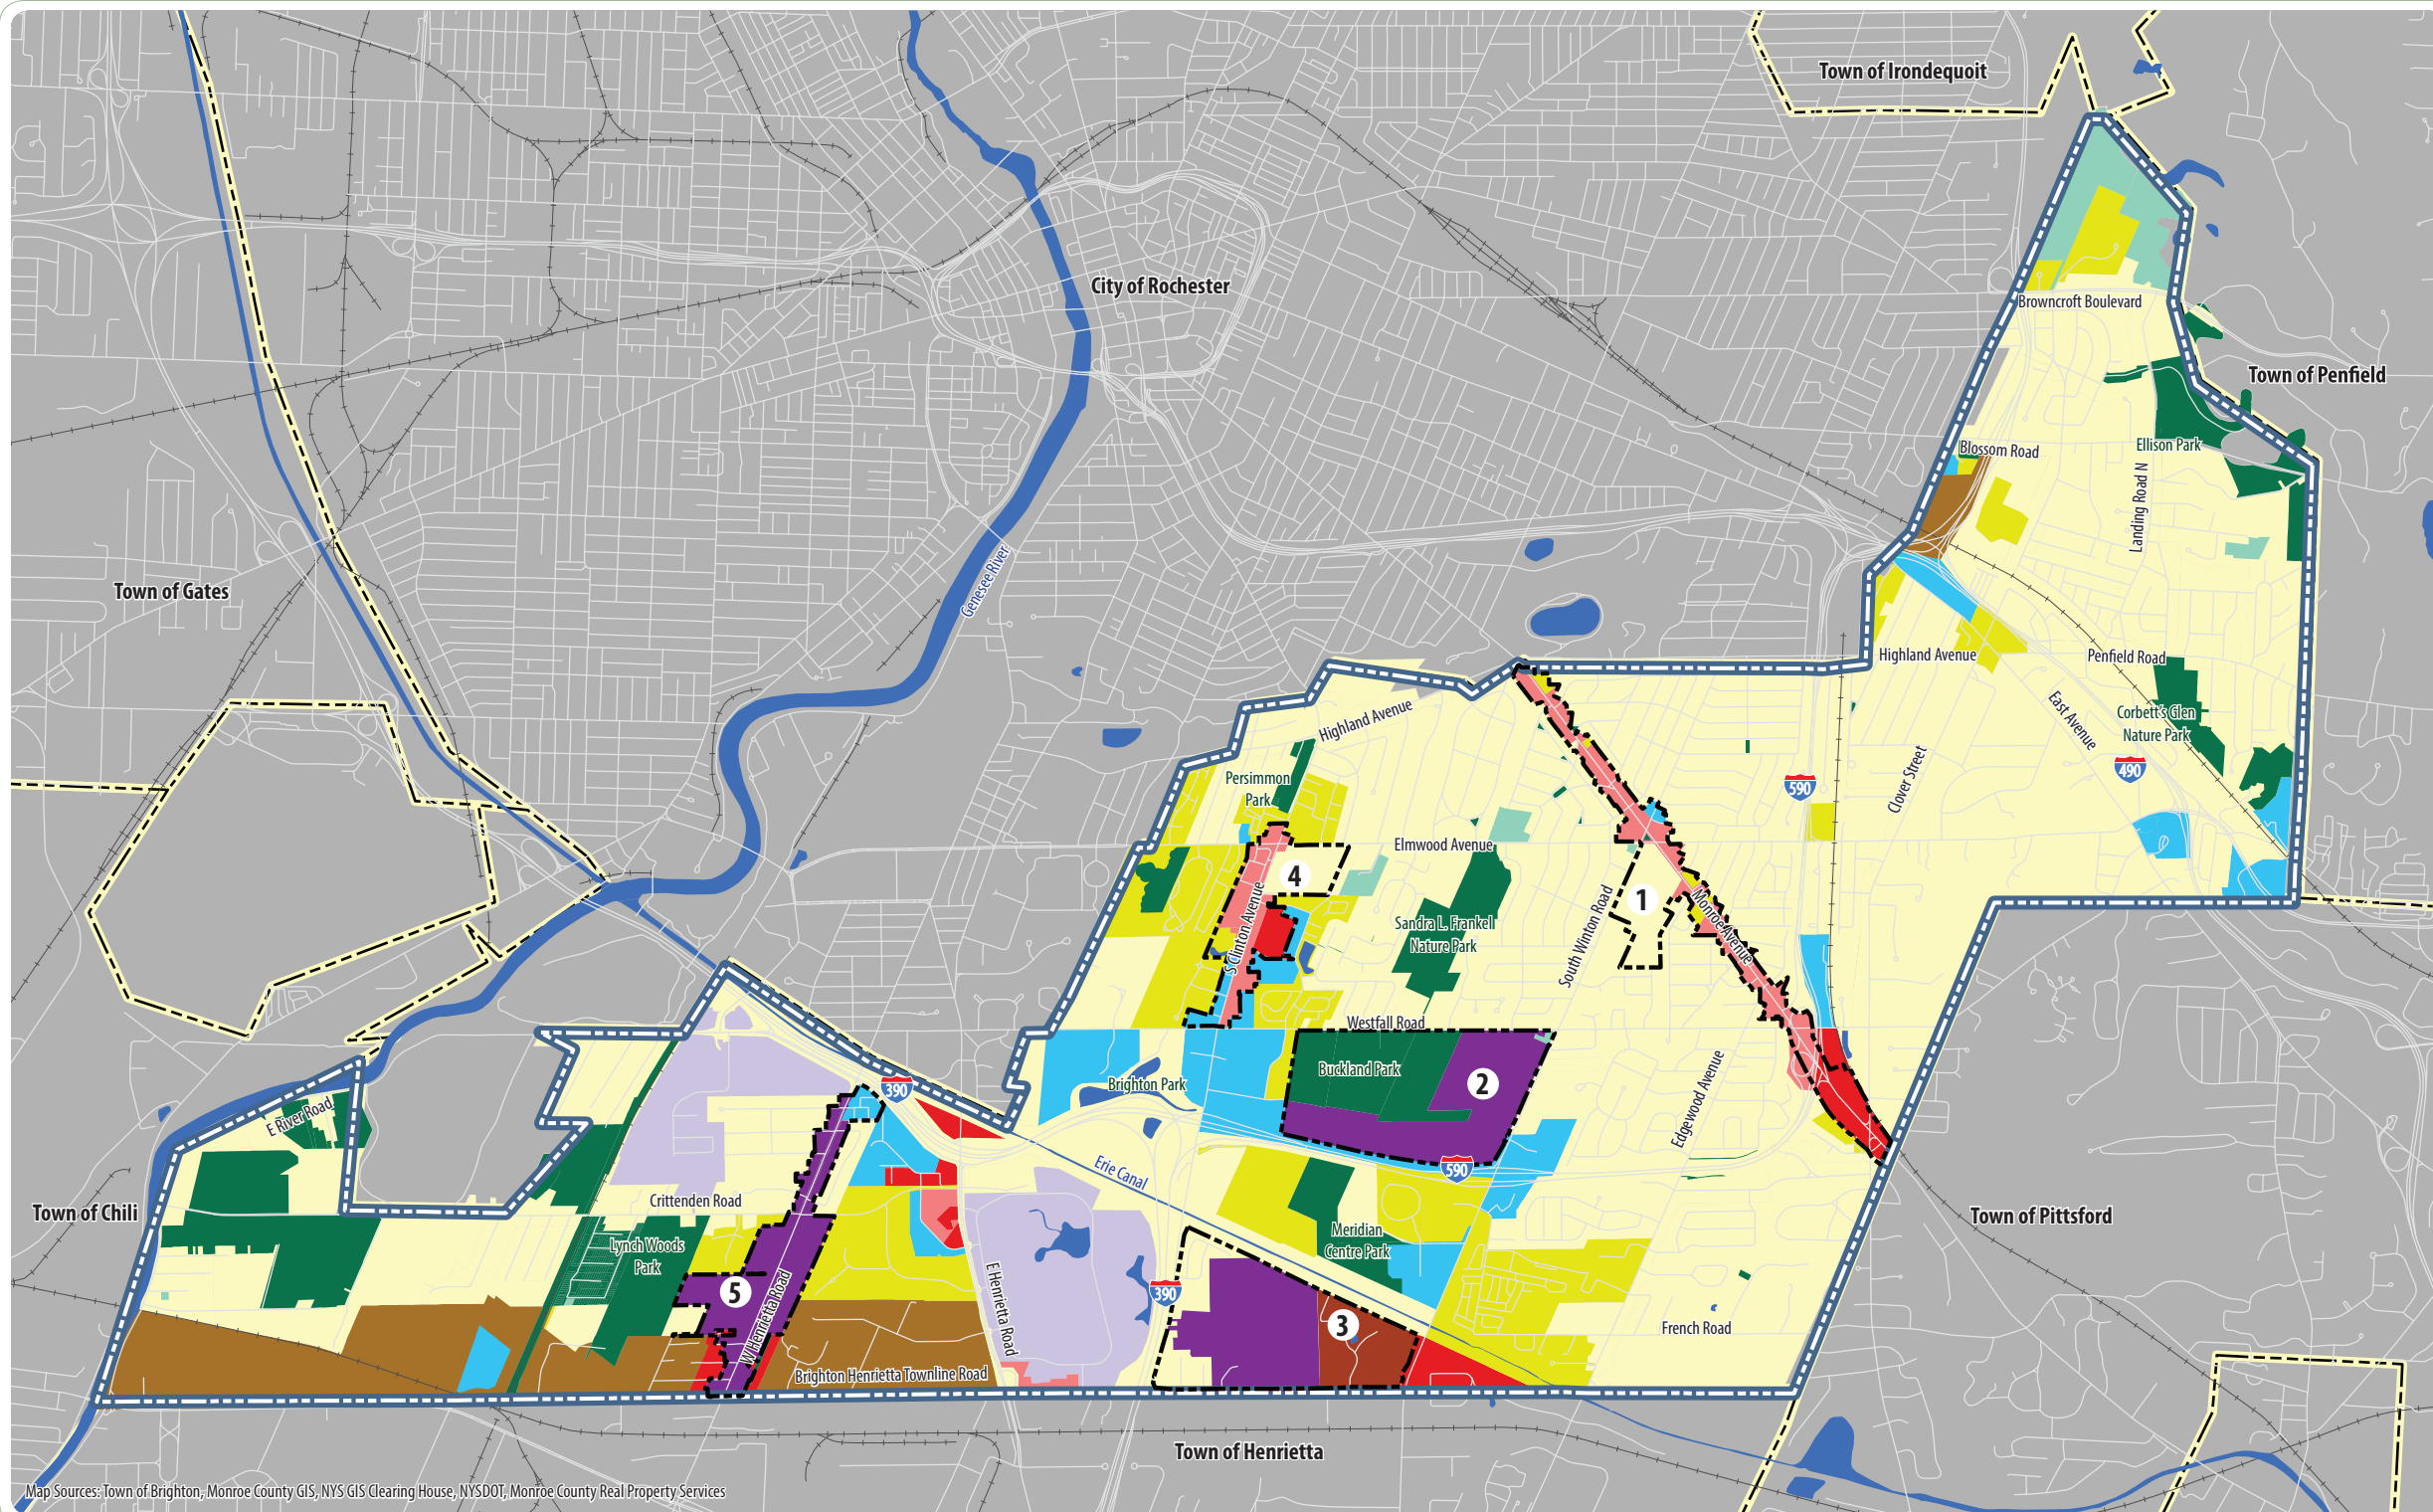 Town of Irondequoit
City of Rochester
Browncroft Boulevard
Town of Penfield
Ellison Park
Blossom Road
Landing Road N
Genesee River
Town of Gates
Highland Avenue
Penfield Road
Highland Avenue
East Avenue
Corbett's Glen
Nature Park
490
Clover Street
590
Persimmon
Park
Elmwood Avenue
4
1
S Clinton Avenue
Sandra L. Frankel
Nature Park
South Winton Road
Monroe Avenue
Westfall Road
Buckland Park
2
Brighton Park
390
E River Road
Edgewood Avenue
590
Erie Canal
Crittenden Road
Town of Chili
Town of Pittsford
Lynch Woods
Park
Meridian
Centre Park
5
W Henrietta Road
E Henrietta Road
390
3
French Road
Brighton Henrietta Townline Road
Town of Henrietta
Map Sources: Town of Brighton, Monroe County GIS, NYS GIS Clearing House, NYSDOT, Monroe County Real Property Services